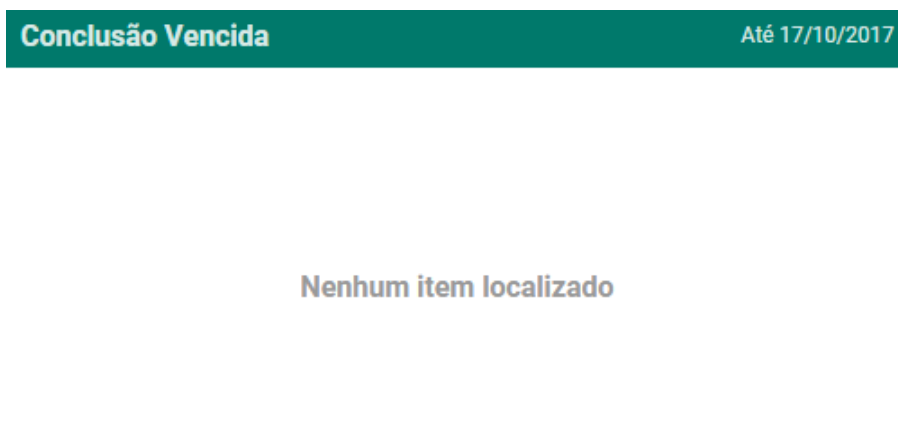 Conclusão Vencida
Até 17/10/2017
Nenhum item localizado